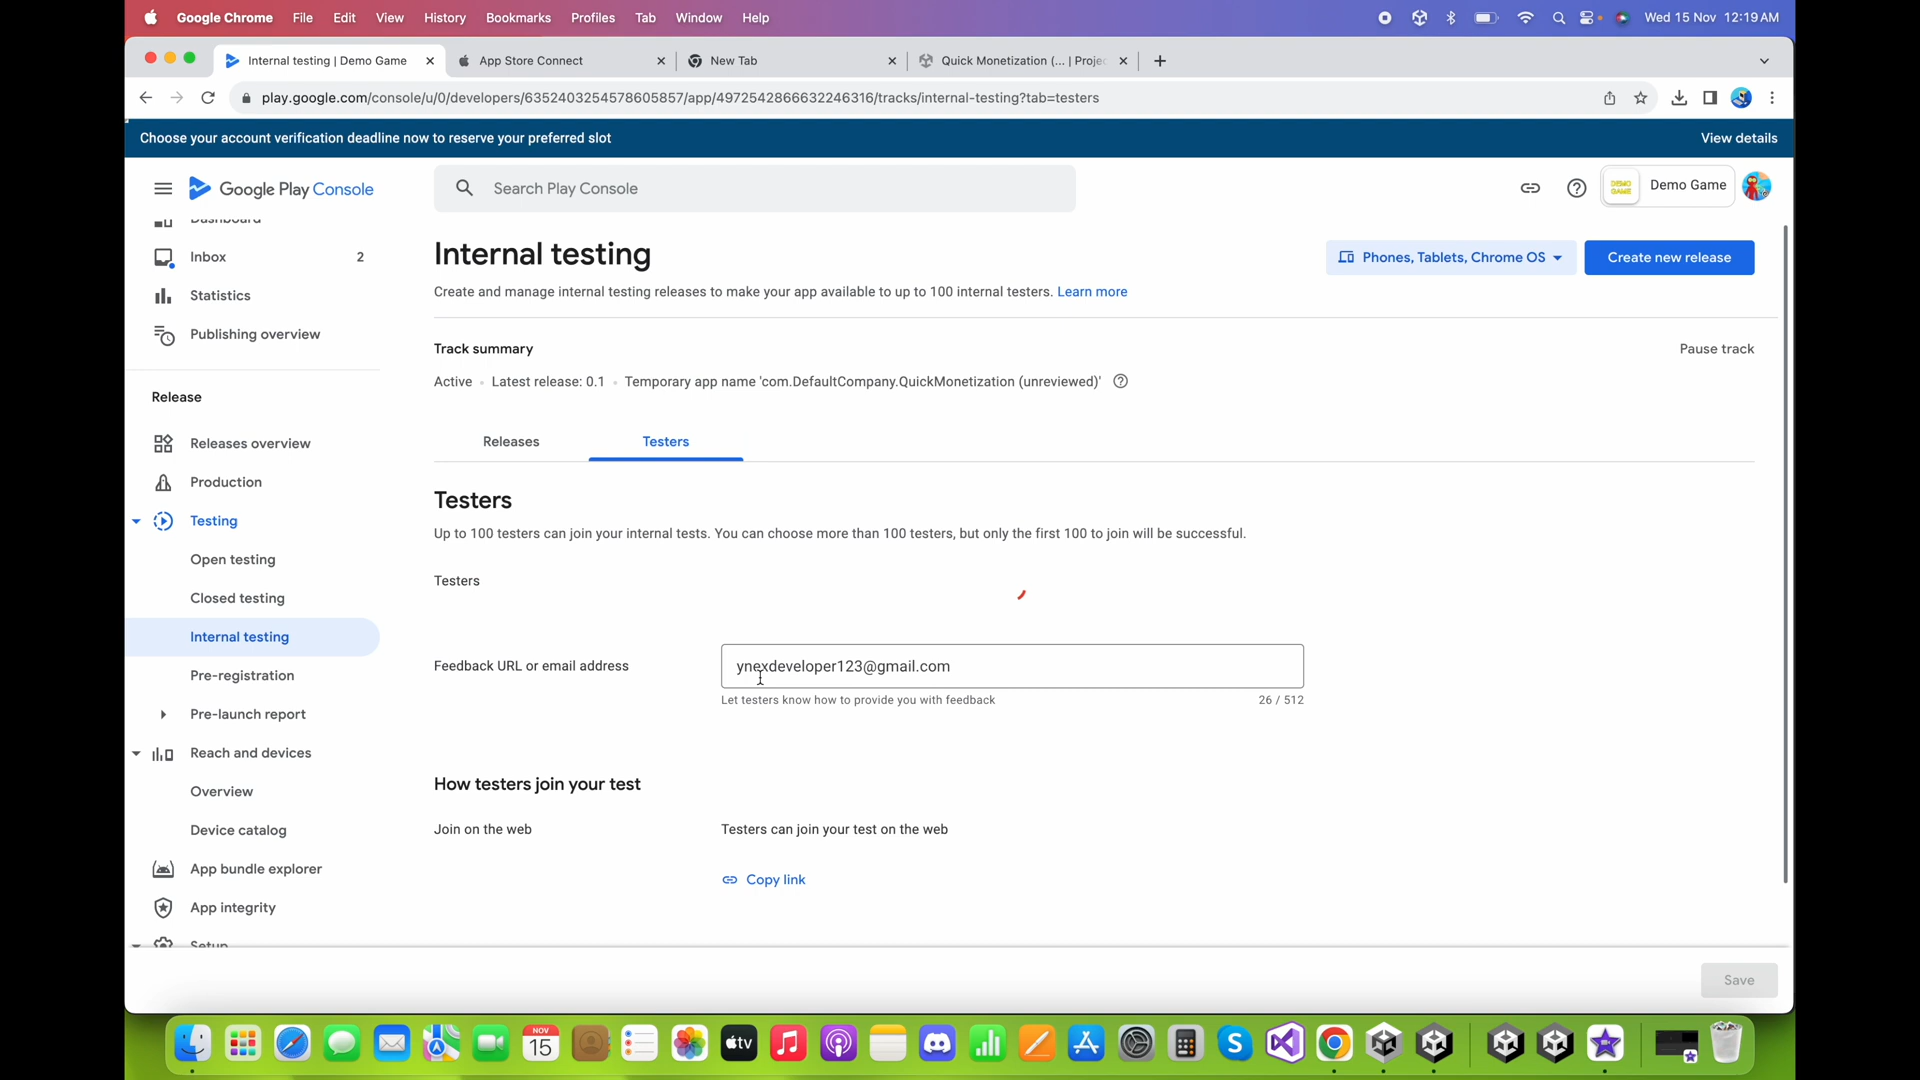 Google Chrome File Edit View History Bookmarks Profiles Tab Window Help Wed 15 Nov 12:19 AM
Internal testing | Demo Game App Store Connect New Tab Quick Monetization (... | Projec
play.google.com/console/u/0/developers/6352403254578605857/app/4972542866632246316/tracks/internal-testing?tab=testers
Choose your account verification deadline now to reserve your preferred slot View details
Google Play Console Search Play Console DEMO GAME Demo Game
Dashboard
Inbox 2
Statistics
Publishing overview
Release
Releases overview
Production
Testing
Open testing
Closed testing
Internal testing
Pre-registration
Pre-launch report
Reach and devices
Overview
Device catalog
App bundle explorer
App integrity
Setup
Internal testing Phones, Tablets, Chrome OS Create new release
Create and manage internal testing releases to make your app available to up to 100 internal testers. Learn more
Track summary Pause track
Active • Latest release: 0.1 • Temporary app name 'com.DefaultCompany.QuickMonetization (unreviewed)'
Releases Testers
Testers
Up to 100 testers can join your internal tests. You can choose more than 100 testers, but only the first 100 to join will be successful.
Testers
Feedback URL or email address ynexdeveloper123@gmail.com
Let testers know how to provide you with feedback 26 / 512
How testers join your test
Join on the web Testers can join your test on the web
Copy link
Save
NOV
15
tv